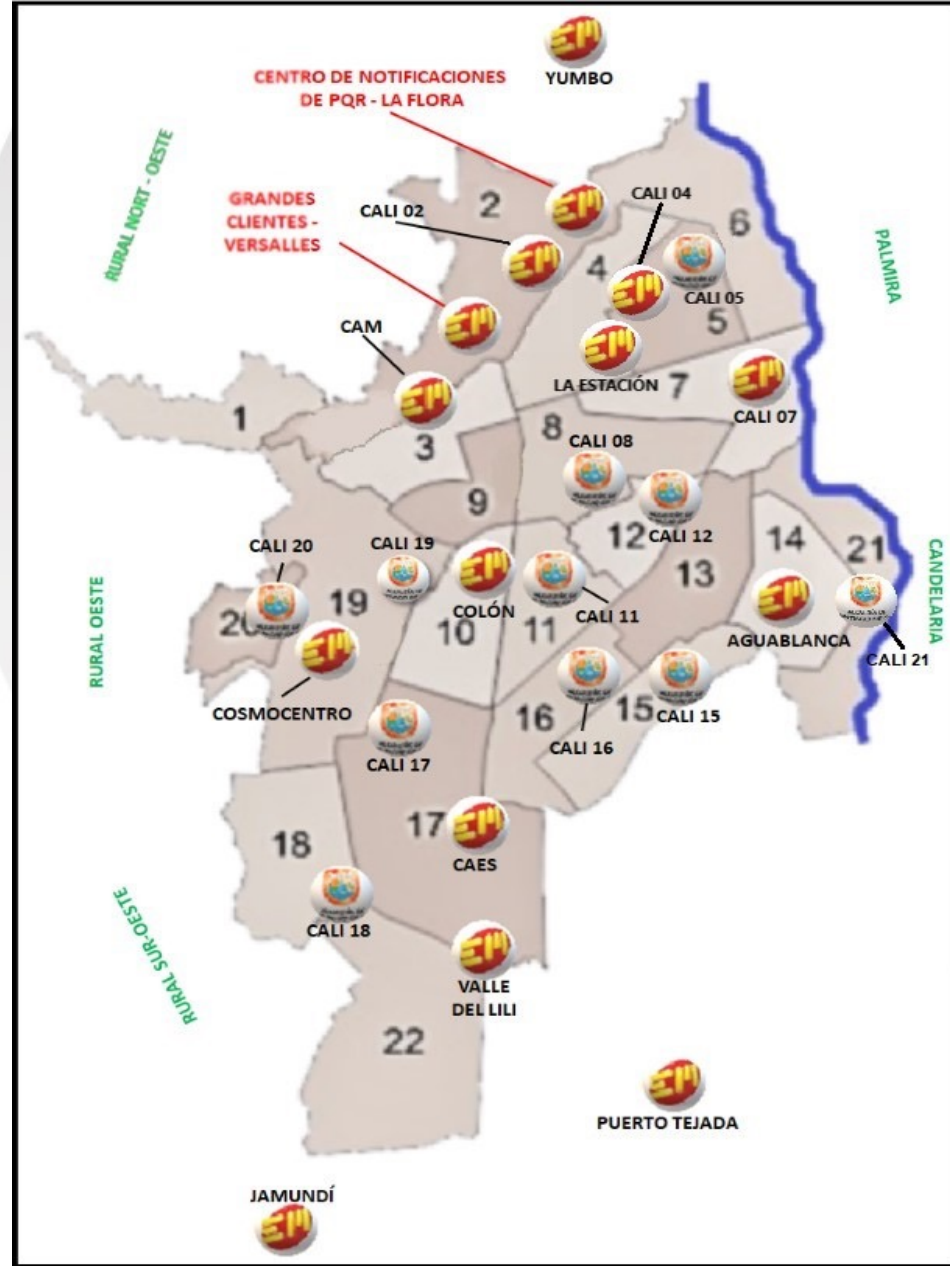 YUMBO
CENTRO DE NOTIFICACIONES
DE PQR - LA FLORA
RURAL NORT - OESTE
GRANDES
CLIENTES -
VERSALLES
CALI 02
2
CALI 04
6
PALMIRA
4
CALI 05
5
CAM
LA ESTACIÓN
7
CALI 07
1
3
8
CALI 08
9
12
CALI 12
14
21
CANDELARIA
CALI 20
CALI 19
13
RURAL OESTE
20
19
COLÓN
10
11
CALI 11
AGUABLANCA
CALI 21
COSMOCENTRO
16
15
CALI 15
CALI 16
CALI 17
17
18
CAES
RURAL SUR-OESTE
CALI 18
VALLE
DEL LILI
22
PUERTO TEJADA
JAMUNDÍ